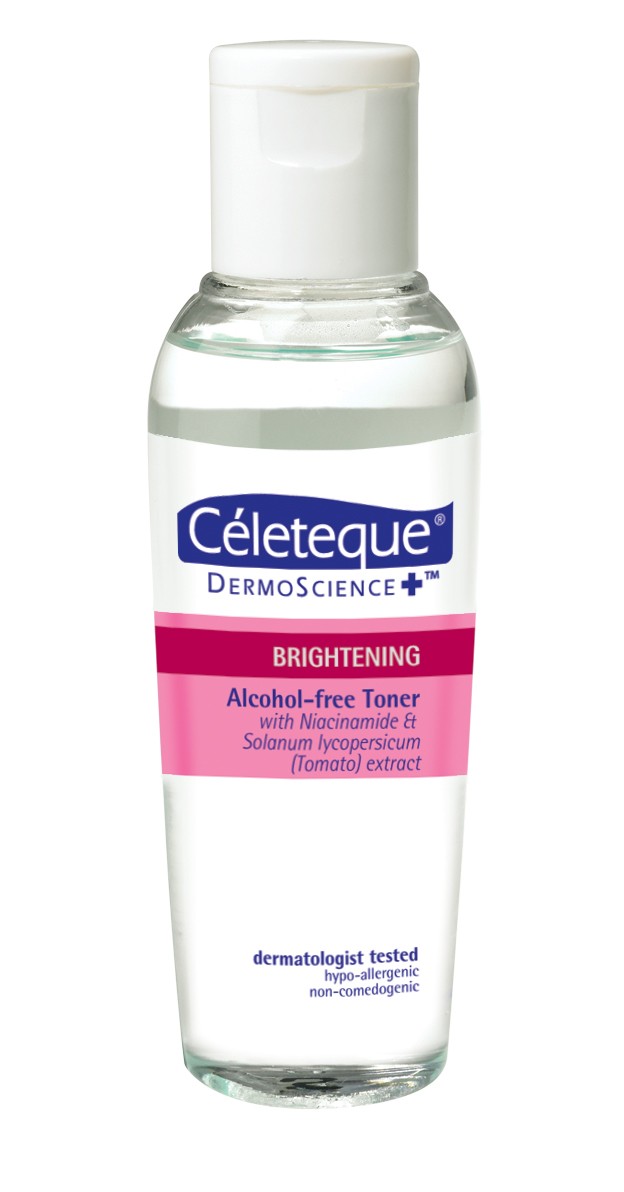 Céleteque®
DERMOSCIENCE+™
BRIGHTENING
Alcohol-free Toner
with Niacinamide &
Solanum lycopersicum
(Tomato) extract
dermatologist tested
hypo-allergenic
non-comedogenic